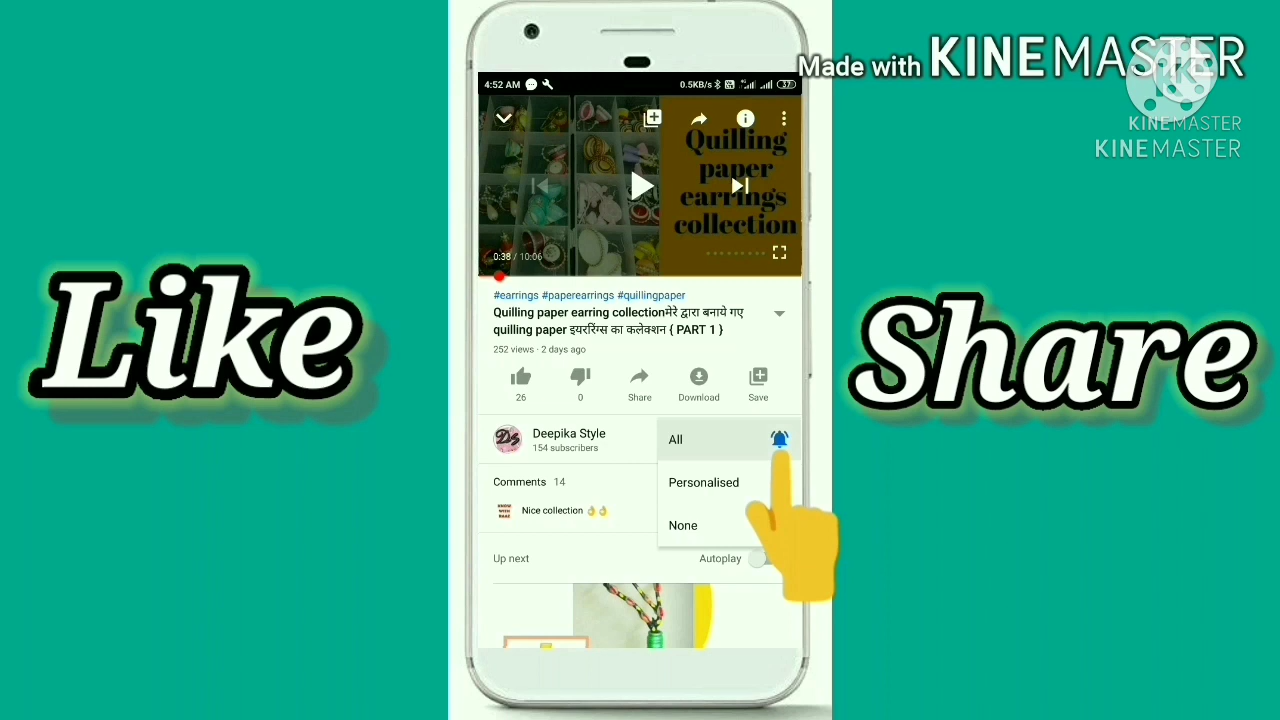 Made with KINEMASTER
KINEMASTER
KINEMASTER
4:52 AM
0.5KB/s
37
Quilling
paper
earrings
collection
0:38 / 10:06
#earrings #paperearrings #quillingpaper
Quilling paper earring collectionमेरे द्वारा बनाये गए
quilling paper इयररिंग्स का कलेक्शन { PART 1 }
252 views · 2 days ago
26
0
Share
Download
Save
Like
Share
Deepika Style
154 subscribers
All
Personalised
None
Comments 14
Nice collection 👌👌
Up next
Autoplay